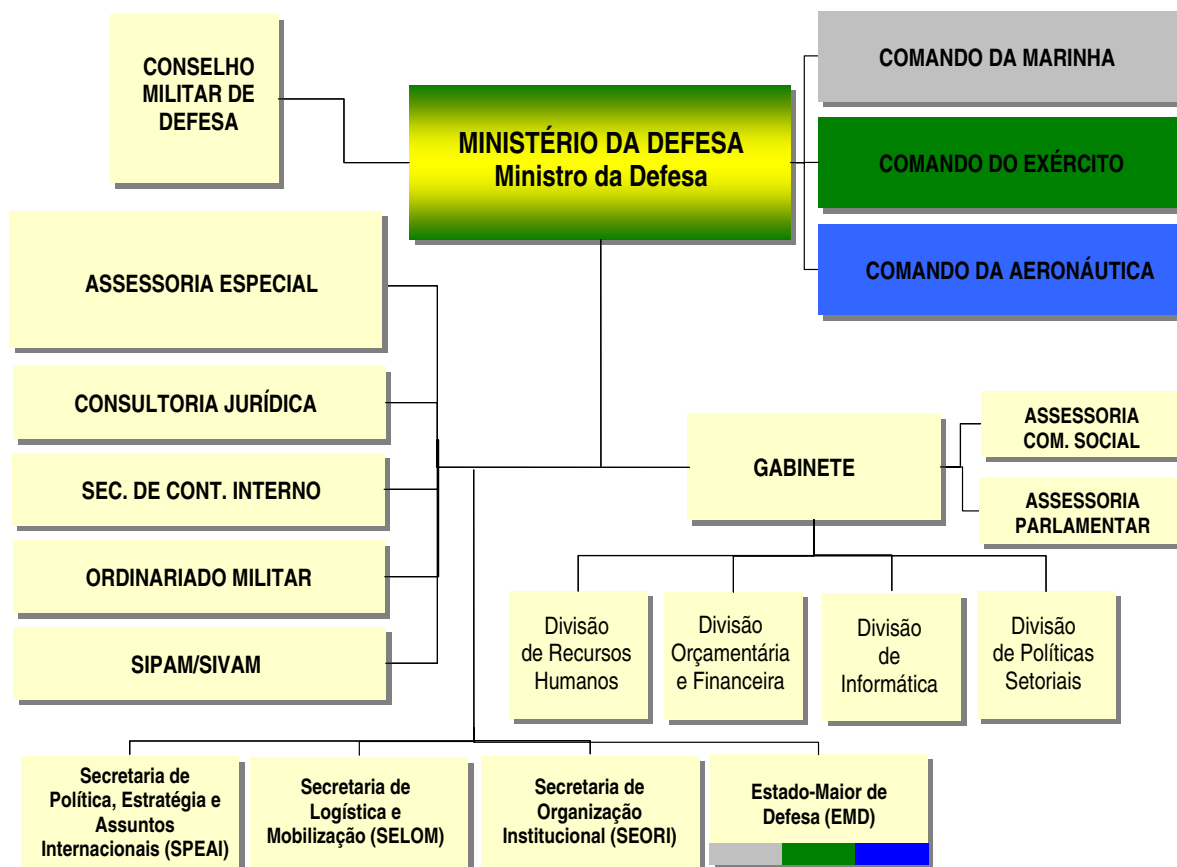 CONSELHO
MILITAR DE
DEFESA
MINISTÉRIO DA DEFESA
Ministro da Defesa
COMANDO DA MARINHA
COMANDO DO EXÉRCITO
COMANDO DA AERONÁUTICA
ASSESSORIA ESPECIAL
CONSULTORIA JURÍDICA
SEC. DE CONT. INTERNO
ORDINARIADO MILITAR
SIPAM/SIVAM
GABINETE
ASSESSORIA
COM. SOCIAL
ASSESSORIA
PARLAMENTAR
Divisão
de Recursos
Humanos
Divisão
Orçamentária
e Financeira
Divisão
de
Informática
Divisão
de Políticas
Setoriais
Secretaria de
Política, Estratégia e
Assuntos
Internacionais (SPEAI)
Secretaria de
Logística e
Mobilização (SELOM)
Secretaria de
Organização
Institucional (SEORI)
Estado-Maior de
Defesa (EMD)